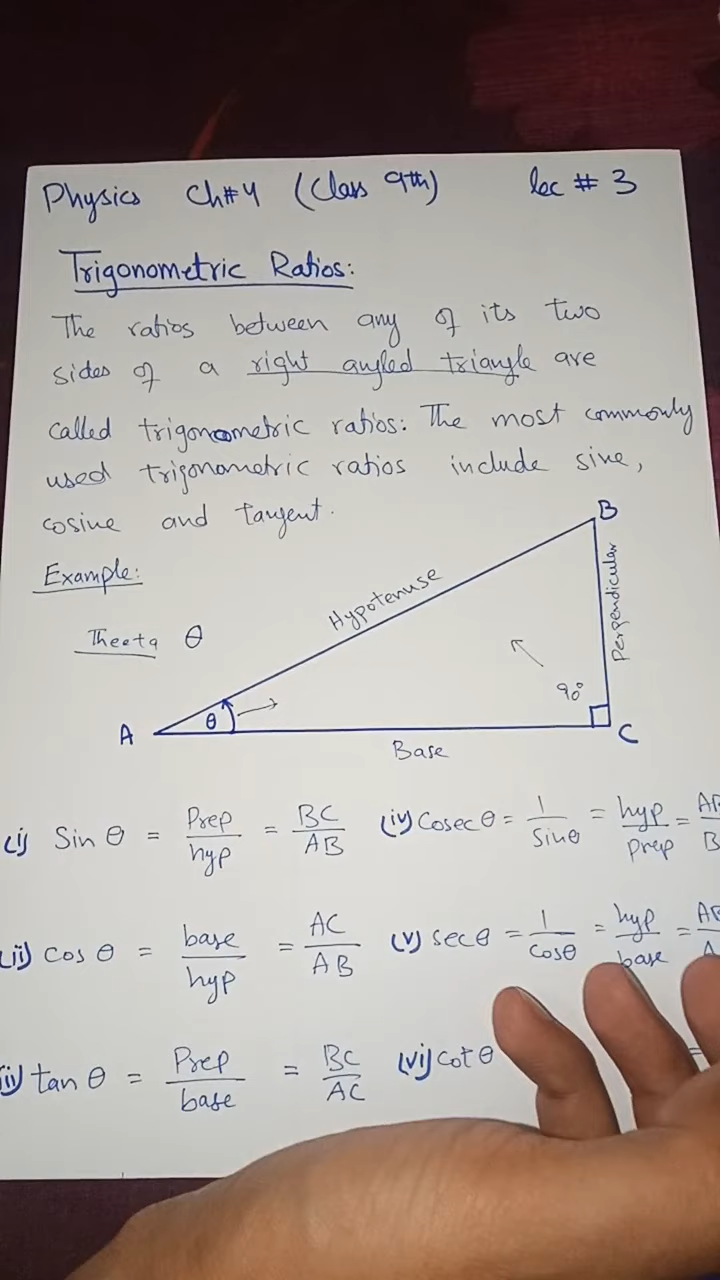 Physics Ch#4 (Class 9th) lec # 3
Trigonometric Ratios:
The ratios between any of its two
sides of a right angled triangle are
called trigonometric ratios: The most commonly
used trigonometric ratios include sine,
cosine and tangent.
Example:
B
Hypotenuse
Perpendicular
Theeta θ
90°
A θ C
Base
(i) Sin θ = Prep/hyp = BC/AB (iv) Cosec θ = 1/Sinθ = hyp/prep =
(ii) Cos θ = base/hyp = AC/AB (v) sec θ = 1/Cosθ = hyp/base =
tan θ = Prep/base = BC/AC (vi) cot θ =